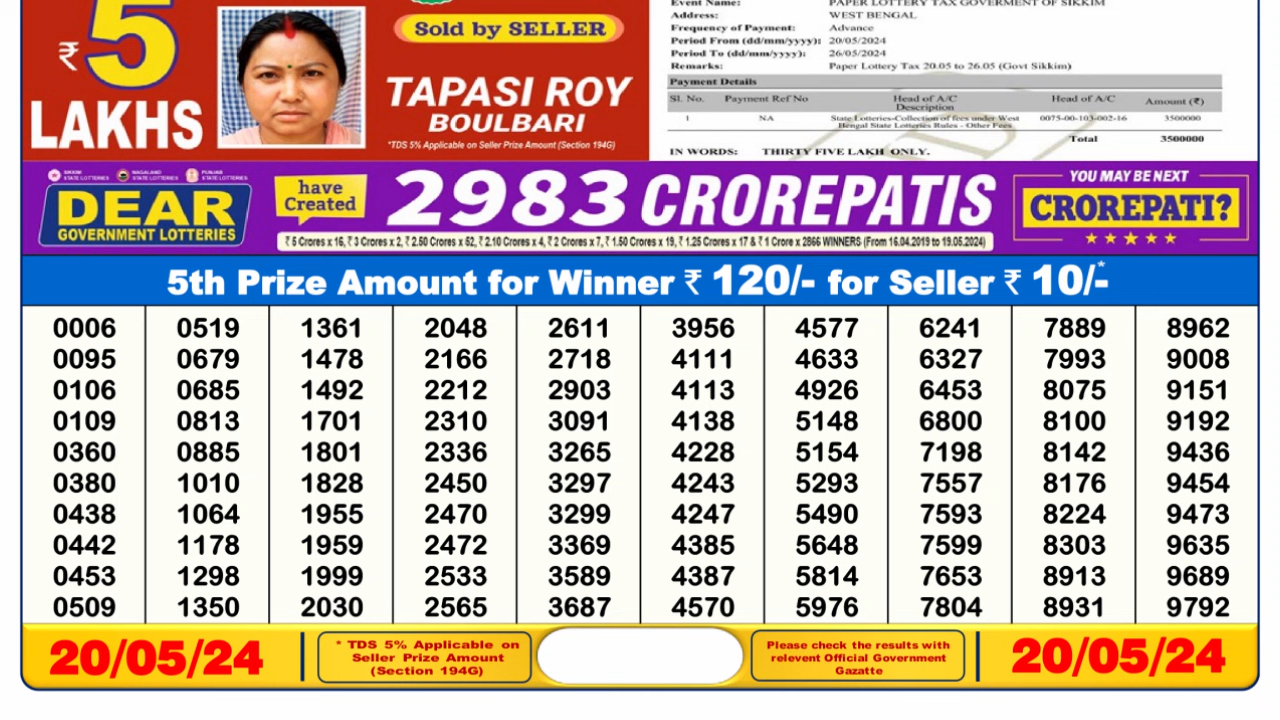 ₹ 5
LAKHS
Sold by SELLER
TAPASI ROY
BOULBARI
*TDS 5% Applicable on Seller Prize Amount (Section 194G)
Event Name: PAPER LOTTERY TAX GOVERMENT OF SIKKIM
Address: WEST BENGAL
Frequency of Payment: Advance
Period From (dd/mm/yyyy): 20/05/2024
Period To (dd/mm/yyyy): 26/05/2024
Remarks: Paper Lottery Tax 20.05 to 26.05 (Govt Sikkim)
Payment Details
Sl. No. Payment Ref No Head of A/C Description Head of A/C Amount (₹)
1 NA State Lotteries-Collection of fees under West Bengal State Lotteries Rules - Other Fees 0075-00-103-002-16 3500000
Total 3500000
IN WORDS: THIRTY FIVE LAKH ONLY.
SIKKIM STATE LOTTERIES NAGALAND STATE LOTTERIES PUNJAB STATE LOTTERIES
DEAR
GOVERNMENT LOTTERIES
have
Created
2983 CROREPATIS
₹ 5 Crores x 16, ₹ 3 Crores x 2, ₹ 2.50 Crores x 52, ₹ 2.10 Crores x 4, ₹ 2 Crores x 7, ₹ 1.50 Crores x 19, ₹ 1.25 Crores x 17 & ₹ 1 Crore x 2866 WINNERS (From 16.04.2019 to 19.05.2024)
YOU MAY BE NEXT
CROREPATI?
5th Prize Amount for Winner ₹ 120/- for Seller ₹ 10/-*
0006 0519 1361 2048 2611 3956 4577 6241 7889 8962
0095 0679 1478 2166 2718 4111 4633 6327 7993 9008
0106 0685 1492 2212 2903 4113 4926 6453 8075 9151
0109 0813 1701 2310 3091 4138 5148 6800 8100 9192
0360 0885 1801 2336 3265 4228 5154 7198 8142 9436
0380 1010 1828 2450 3297 4243 5293 7557 8176 9454
0438 1064 1955 2470 3299 4247 5490 7593 8224 9473
0442 1178 1959 2472 3369 4385 5648 7599 8303 9635
0453 1298 1999 2533 3589 4387 5814 7653 8913 9689
0509 1350 2030 2565 3687 4570 5976 7804 8931 9792
20/05/24
* TDS 5% Applicable on
Seller Prize Amount
(Section 194G)
Please check the results with
relevent Official Government
Gazatte
20/05/24